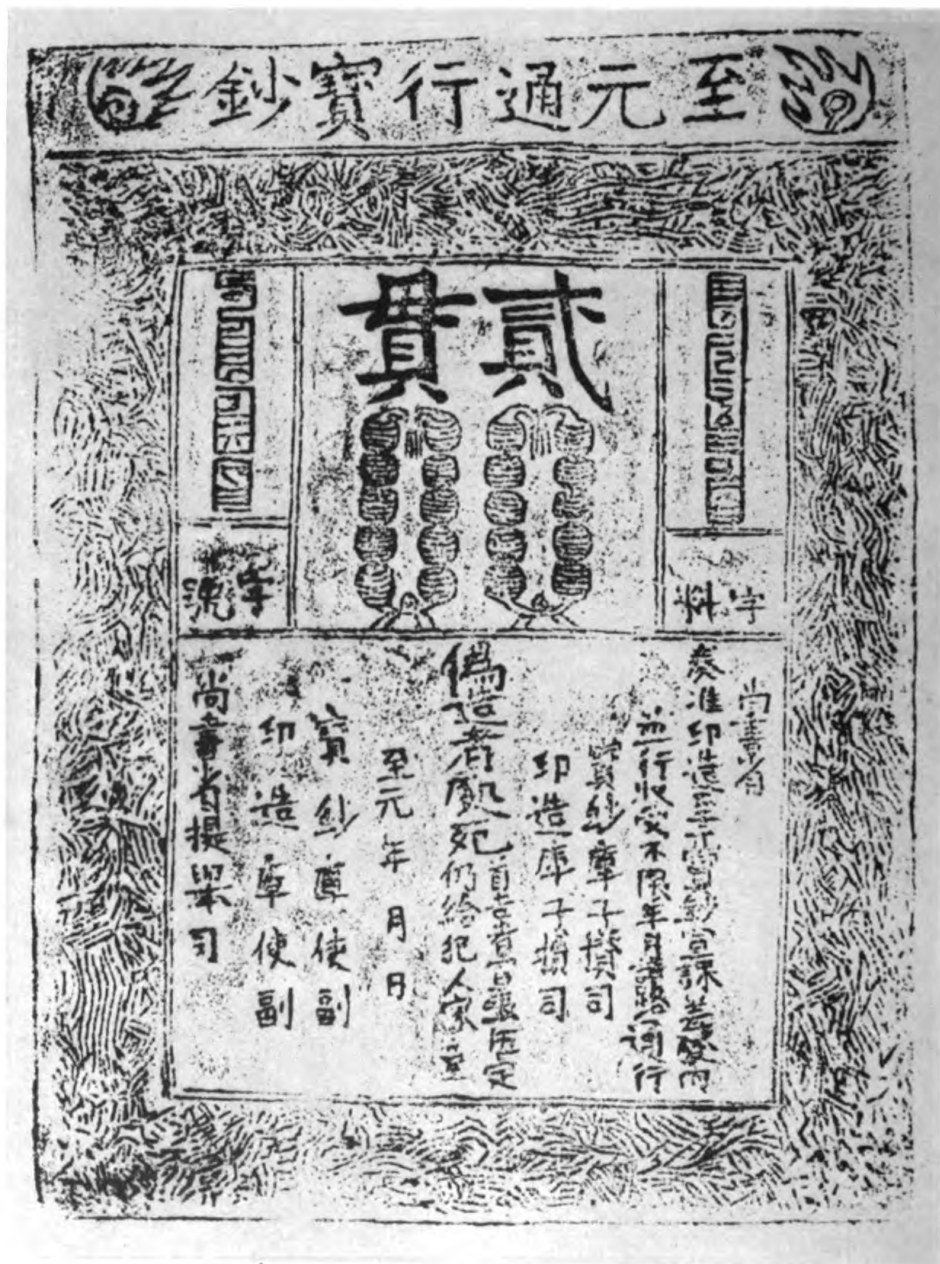 至元通行寶鈔
貳貫
字料
字號
尚書省
奏准印造至元寶鈔宣課差發內
並行收受不限年月諸路通行
寶鈔庫子攢司
印造庫子攢司
偽造者處死
首告者賞銀伍定
仍給犯人家產
至元年月日
寶鈔庫使副
印造庫使副
尚書省提舉司